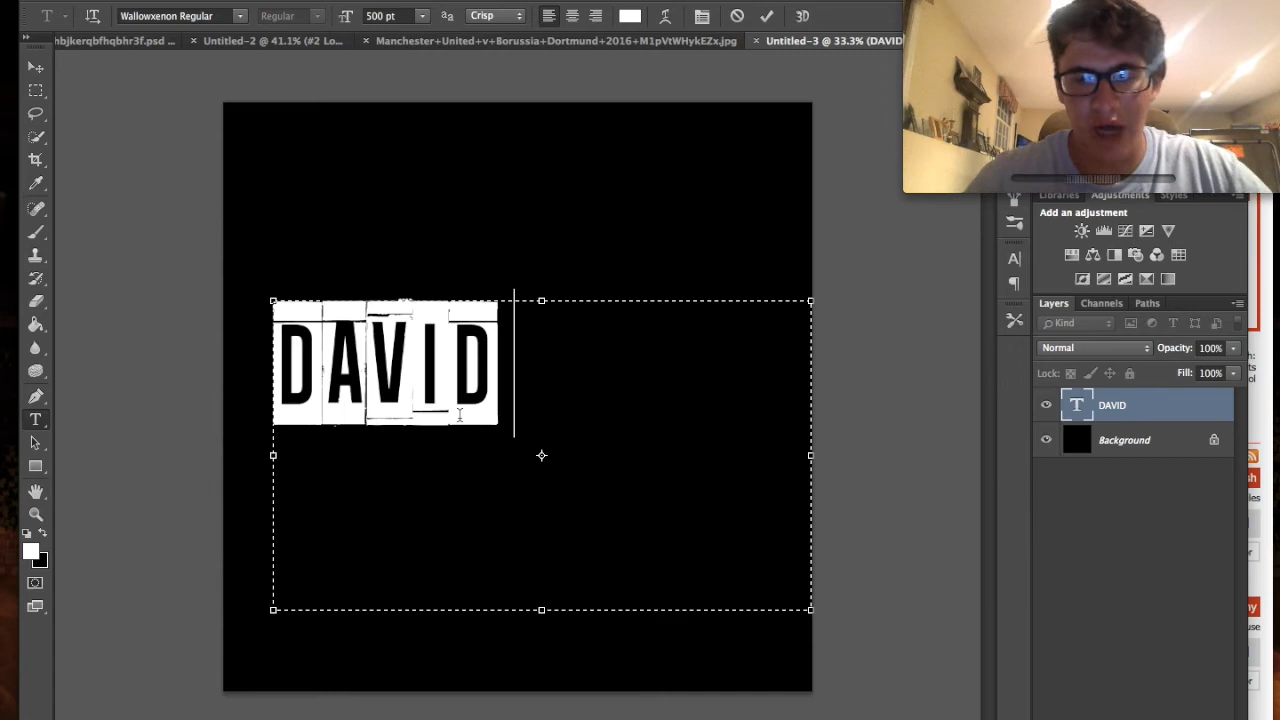 Wallowxenon Regular Regular 500 pt aa Crisp 3D
hbjkerqbfhqbhr3f.psd ... × Untitled-2 @ 41.1% (#2 Lo... × Manchester+United+v+Borussia+Dortmund+2016+M1pVtWHykEZx.jpg × Untitled-3 @ 33.3% (DAVID
Libraries Adjustments Styles
Add an adjustment
Layers Channels Paths
Kind
Normal Opacity: 100%
Lock: Fill: 100%
T DAVID
Background
DAVID